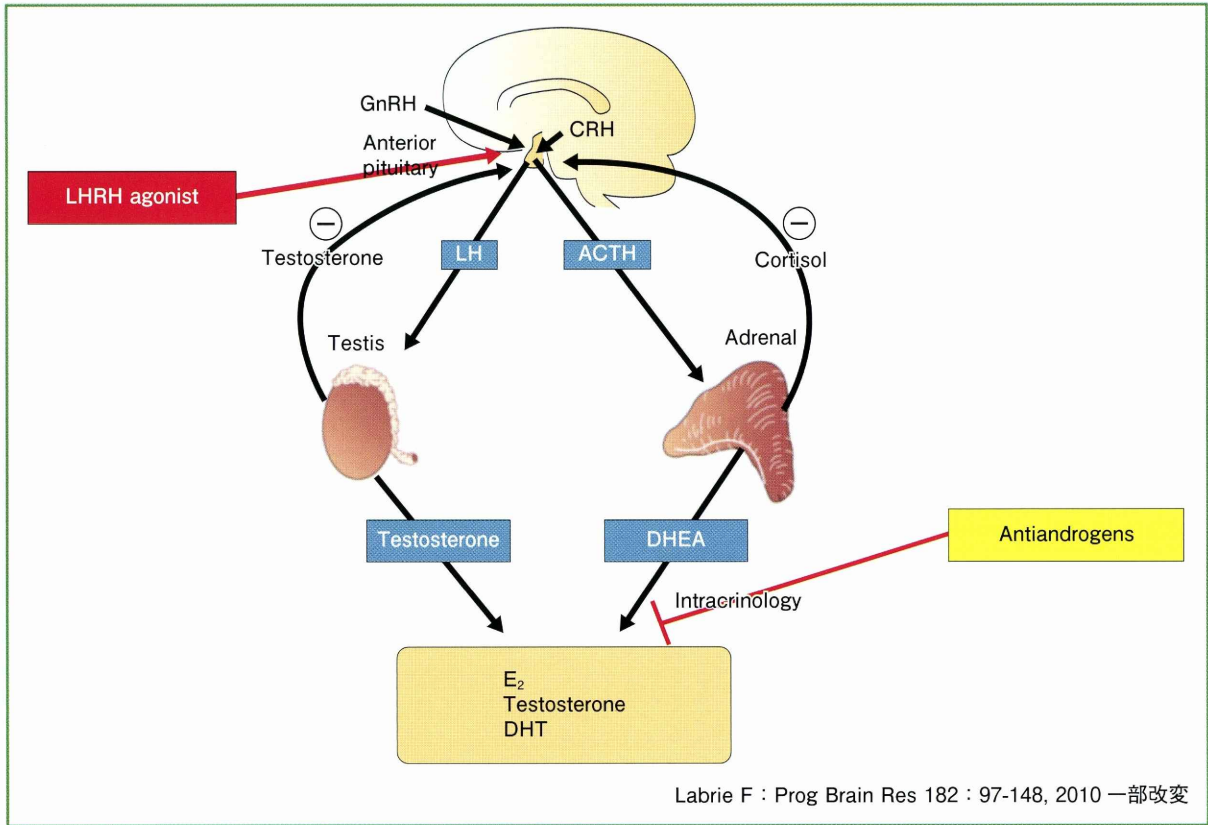 GnRH
CRH
Anterior
pituitary
LHRH agonist
Testosterone
LH
ACTH
Cortisol
Testis
Adrenal
Testosterone
DHEA
Antiandrogens
Intracrinology
E₂
Testosterone
DHT
Labrie F：Prog Brain Res 182：97-148, 2010 一部改変